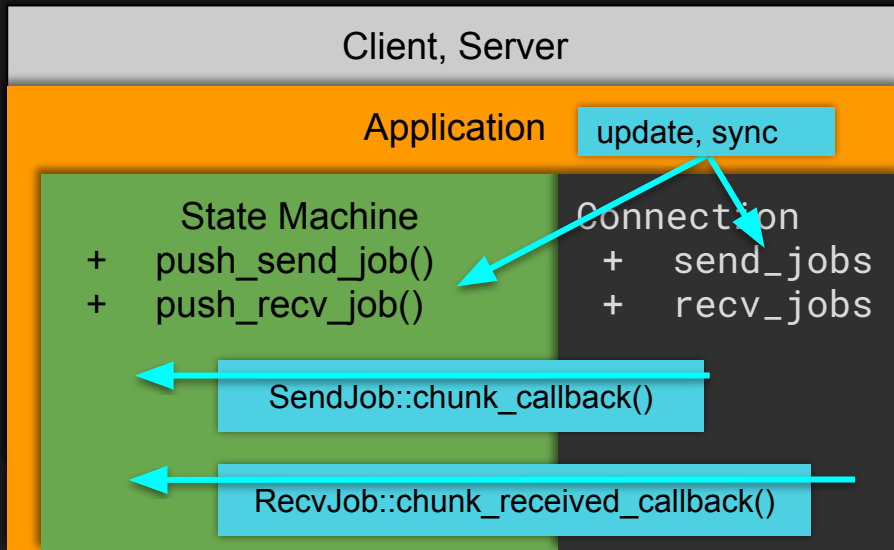 Client, Server
Application
update, sync
State Machine
+ push_send_job()
+ push_recv_job()
Connection
+ send_jobs
+ recv_jobs
SendJob::chunk_callback()
RecvJob::chunk_received_callback()